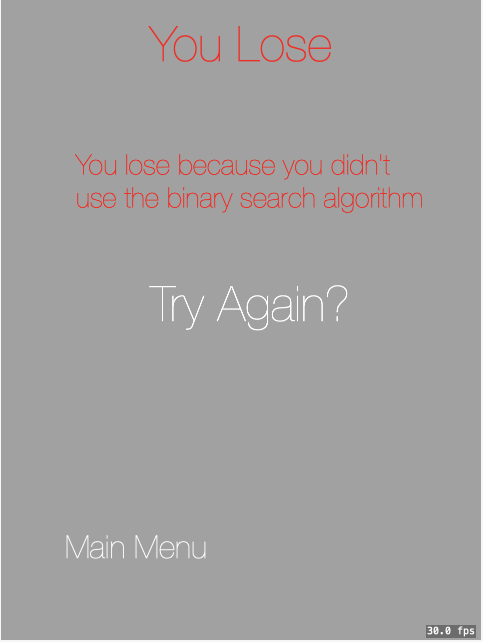 You Lose
You lose because you didn't
use the binary search algorithm
Try Again?
Main Menu
30.0 fps